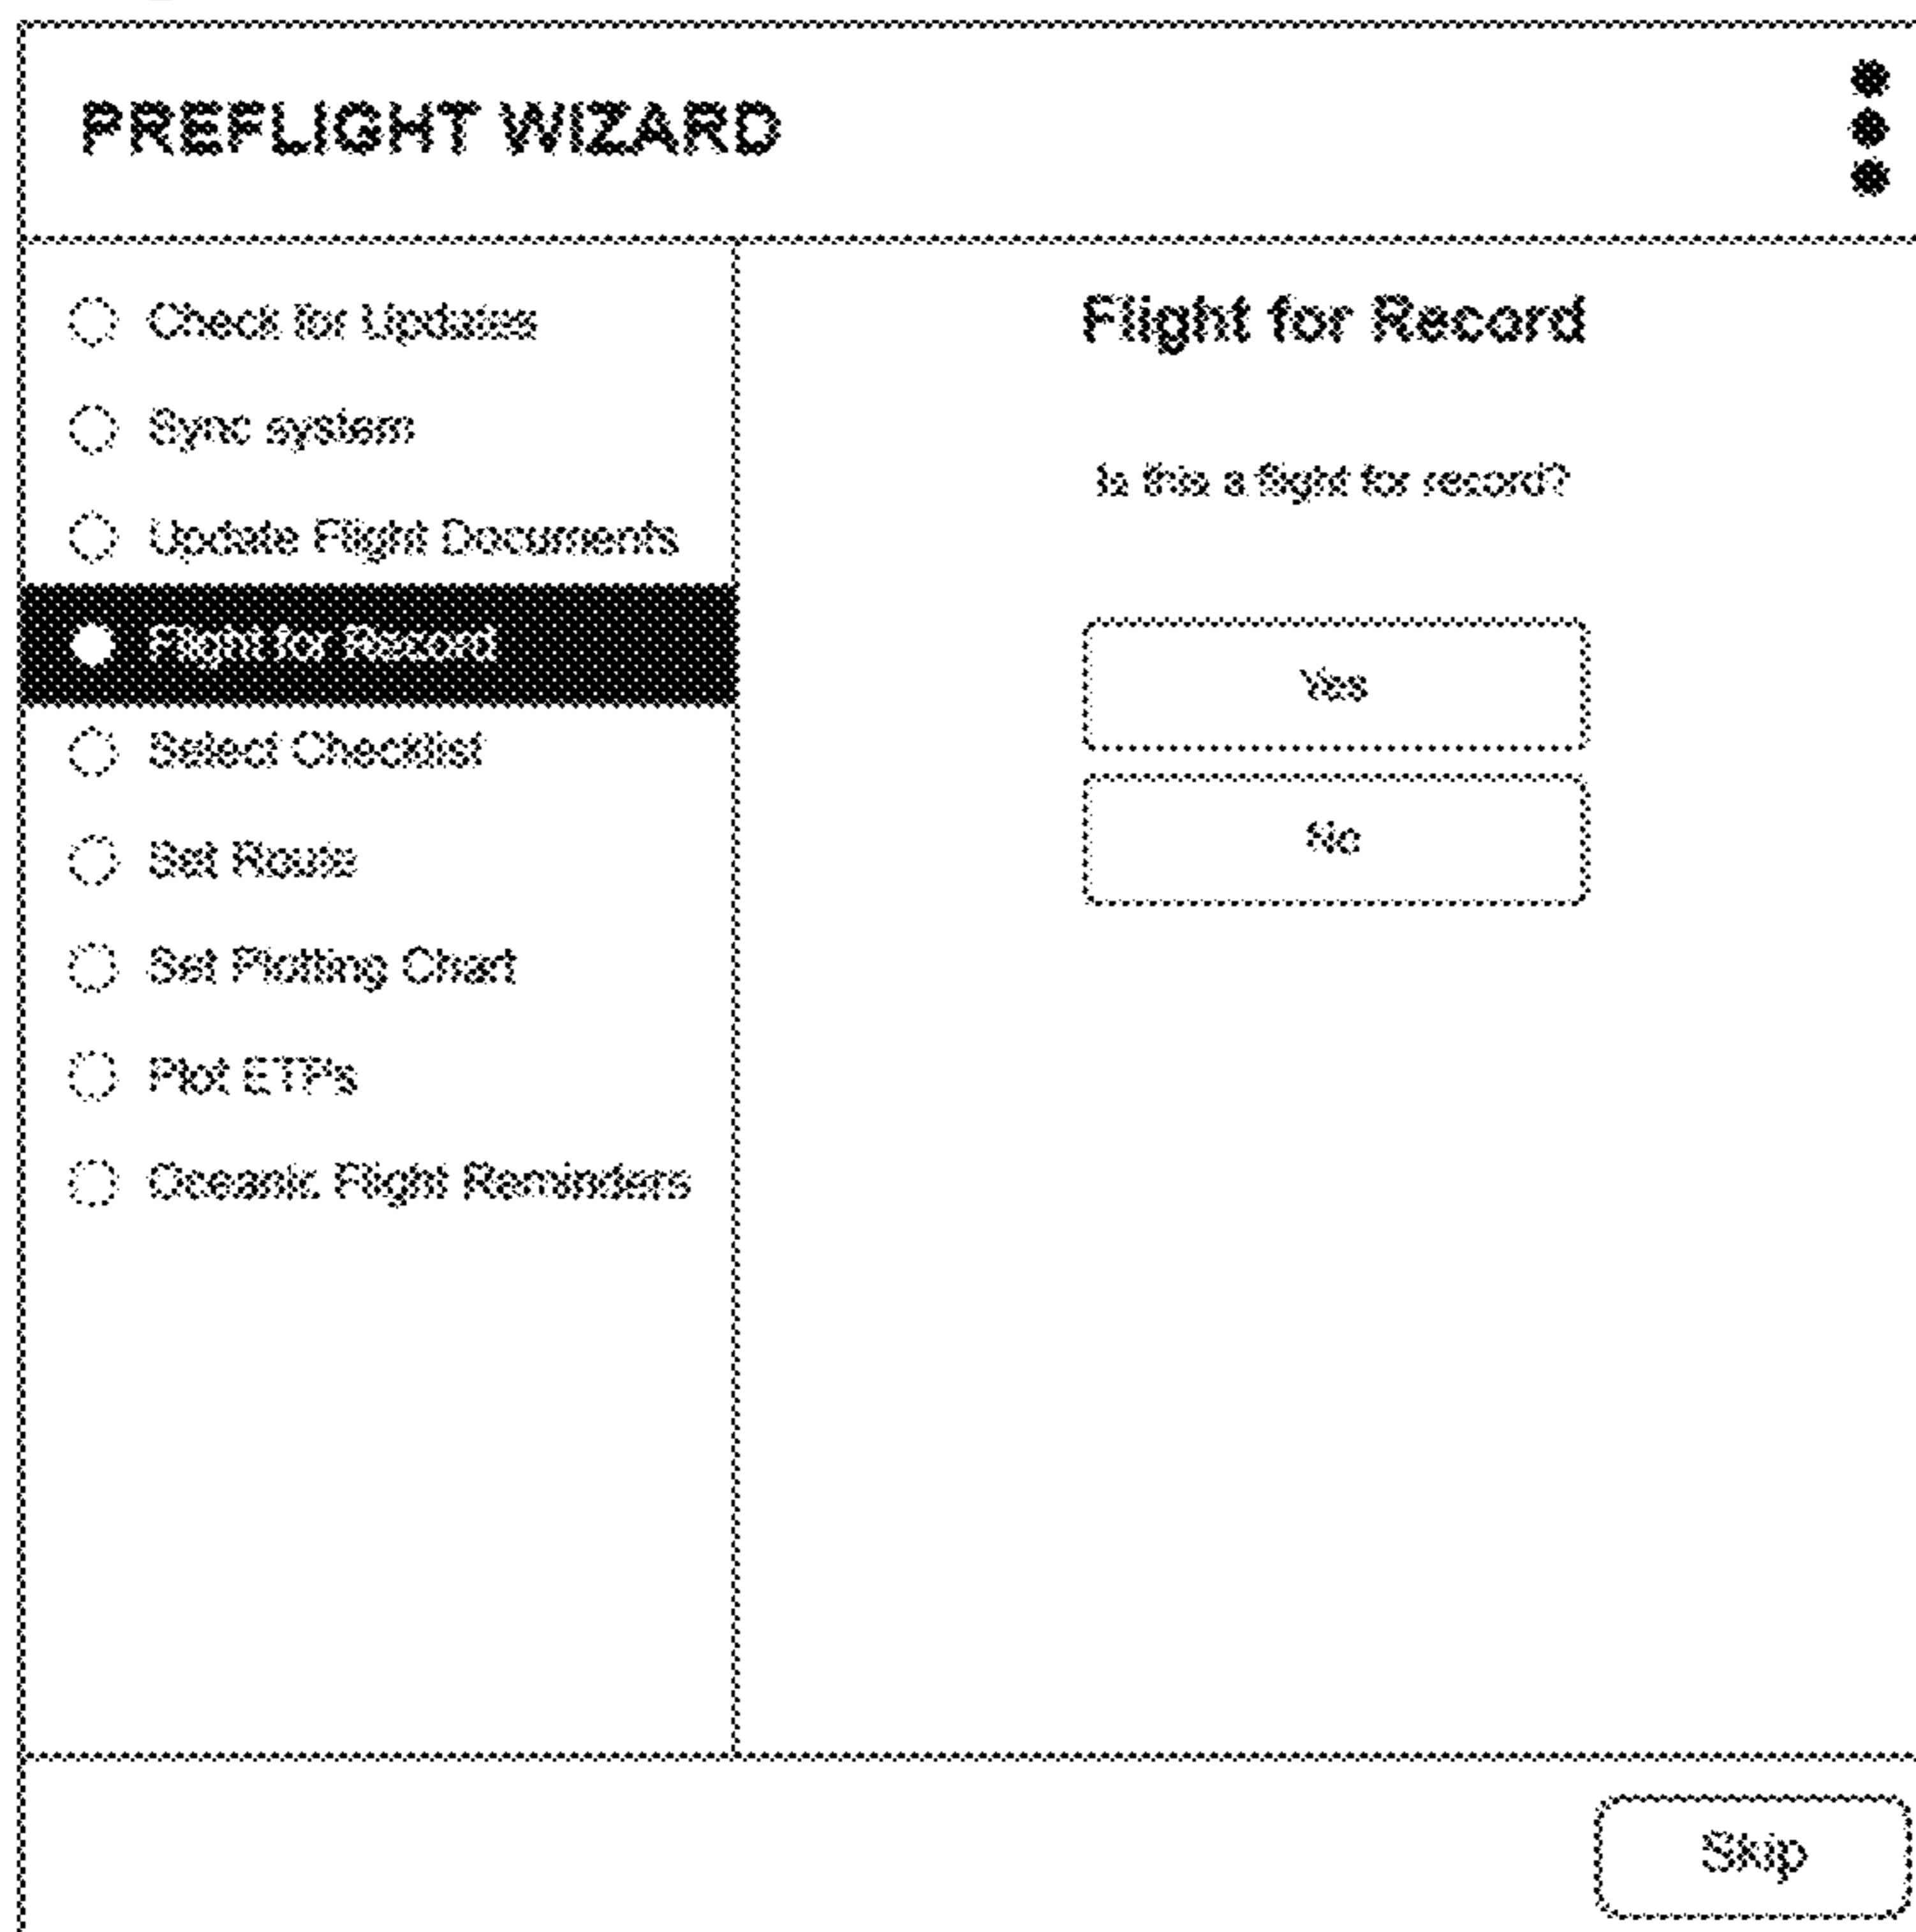 PREFLIGHT WIZARD
Check for Updates
Sync system
Update Flight Documents
Flight for Record
Select Checklist
Set Route
Set Plotting Chart
Plot ETPs
Oceanic Flight Reminders
Flight for Record
Is this a flight for record?
Yes
No
Skip